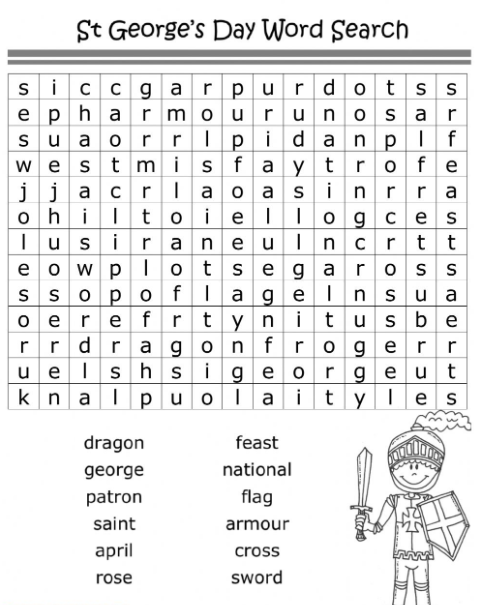 St George's Day Word Search
s i c c g a r p u r d o t s s
e p h a r m o u r u n o s a r
s u a o r r l p i d a n p l f
w e s t m i s f a y t r o f e
j j a c r l a o a s i n r r a
o h i l t o i e l l o g c e s
l u s i r a n e u l n c r t t
e o w p l o t s e g a r o s s
s s o p o f l a g e l n s u a
o e r e f r t y n i t u s b e
r r d r a g o n f r o g e r r
u e l s h s i g e o r g e u t
k n a l p u o l a i t y l e s
dragon feast
george national
patron flag
saint armour
april cross
rose sword